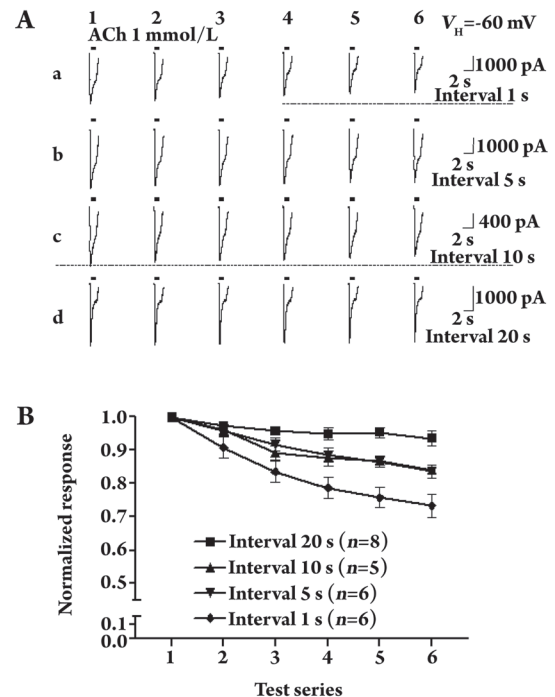 A 1 2 3 4 5 6 VH=-60 mV
ACh 1 mmol/L
a 1000 pA
2 s
Interval 1 s
b 1000 pA
2 s
Interval 5 s
c 400 pA
2 s
Interval 10 s
d 1000 pA
2 s
Interval 20 s
B
Normalized response
1.0
0.9
0.8
0.7
0.6
0.5
0.1
0.0
Interval 20 s (n=8)
Interval 10 s (n=5)
Interval 5 s (n=6)
Interval 1 s (n=6)
1 2 3 4 5 6
Test series